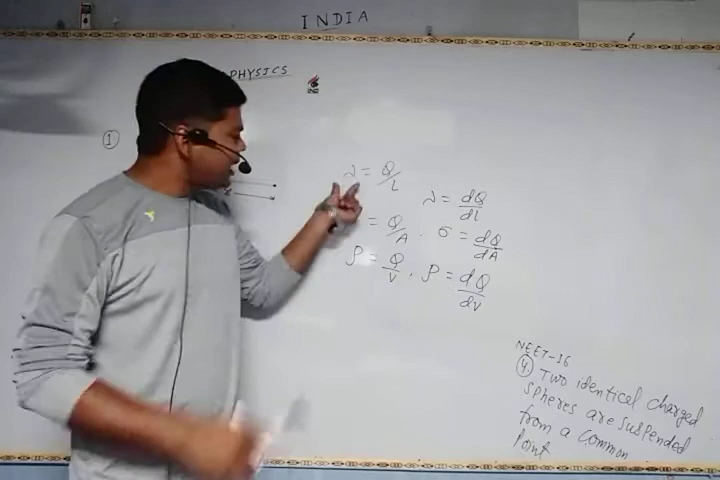 INDIA
PHYSICS
①
λ = Q/L
λ = dQ/dl
= Q/A . σ = dQ/dA
ρ = Q/V . ρ = dQ/dv
NEET-16
④ Two identical charged
spheres are suspended
from a common
Point